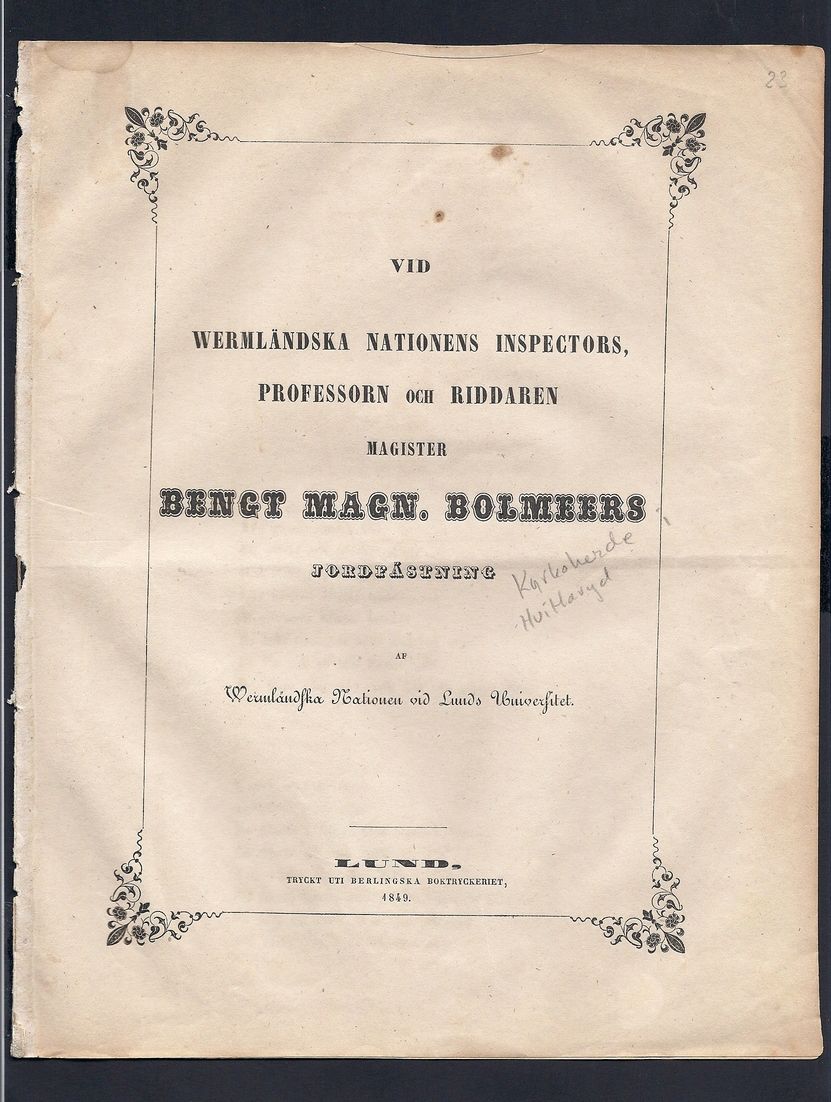 23
VID
WERMLÄNDSKA NATIONENS INSPECTORS,
PROFESSORN OCH RIDDAREN
MAGISTER
BENGT MAGN. BOLMEERS
JORDFÄSTNING
Kyrkoherde i
Hvittaryd
AF
Wermländska Nationen vid Lunds Universitet.
LUND,
TRYCKT UTI BERLINGSKA BOKTRYCKERIET,
1849.